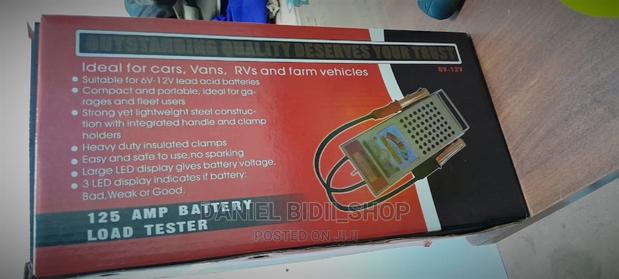 OUTSTANDING QUALITY DESERVES YOUR TRUST
Ideal for cars, Vans, RVs and farm vehicles
6V-12V
• Suitable for 6V-12V lead acid batteries
• Compact and portable, ideal for ga-
rages and fleet users
• Strong yet lightweight steel construc-
tion with integrated handle and clamp
holders
• Heavy duty insulated clamps
• Easy and safe to use,no sparking
• Large LED display gives battery voltage,
• 3 LED display indicates if battery:
Bad,Weak or Good.
125 AMP BATTERY
LOAD TESTER
DANIEL BIDII_SHOP
POSTED ON JIJI